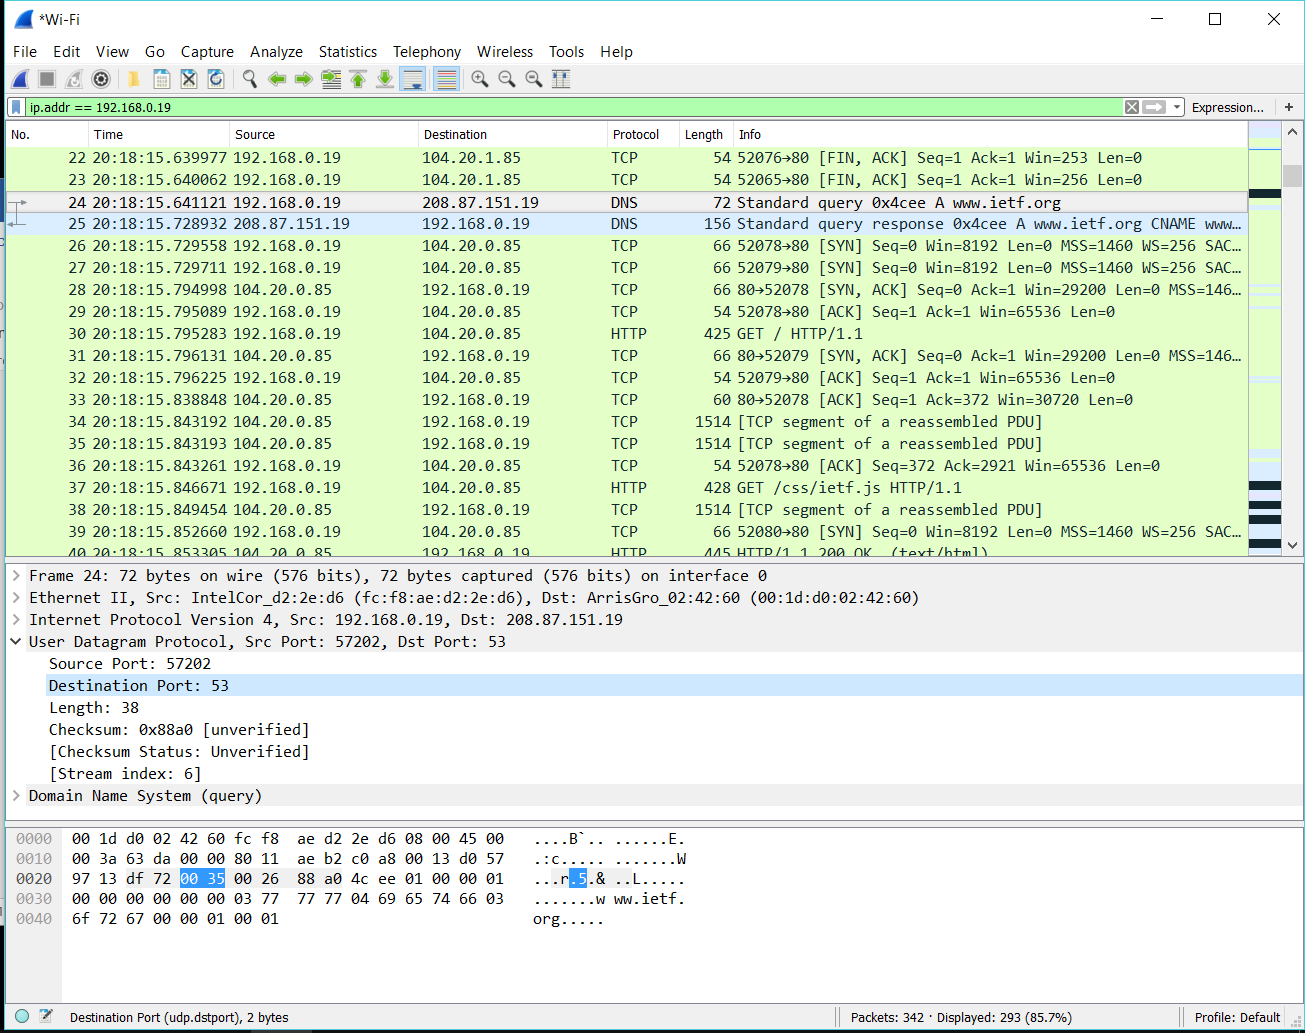 *Wi-Fi
File Edit View Go Capture Analyze Statistics Telephony Wireless Tools Help
ip.addr == 192.168.0.19 Expression... +
No. Time Source Destination Protocol Length Info
22 20:18:15.639977 192.168.0.19 104.20.1.85 TCP 54 52076→80 [FIN, ACK] Seq=1 Ack=1 Win=253 Len=0
23 20:18:15.640062 192.168.0.19 104.20.1.85 TCP 54 52065→80 [FIN, ACK] Seq=1 Ack=1 Win=256 Len=0
24 20:18:15.641121 192.168.0.19 208.87.151.19 DNS 72 Standard query 0x4cee A www.ietf.org
25 20:18:15.728932 208.87.151.19 192.168.0.19 DNS 156 Standard query response 0x4cee A www.ietf.org CNAME www…
26 20:18:15.729558 192.168.0.19 104.20.0.85 TCP 66 52078→80 [SYN] Seq=0 Win=8192 Len=0 MSS=1460 WS=256 SAC…
27 20:18:15.729711 192.168.0.19 104.20.0.85 TCP 66 52079→80 [SYN] Seq=0 Win=8192 Len=0 MSS=1460 WS=256 SAC…
28 20:18:15.794998 104.20.0.85 192.168.0.19 TCP 66 80→52078 [SYN, ACK] Seq=0 Ack=1 Win=29200 Len=0 MSS=146…
29 20:18:15.795089 192.168.0.19 104.20.0.85 TCP 54 52078→80 [ACK] Seq=1 Ack=1 Win=65536 Len=0
30 20:18:15.795283 192.168.0.19 104.20.0.85 HTTP 425 GET / HTTP/1.1
31 20:18:15.796131 104.20.0.85 192.168.0.19 TCP 66 80→52079 [SYN, ACK] Seq=0 Ack=1 Win=29200 Len=0 MSS=146…
32 20:18:15.796225 192.168.0.19 104.20.0.85 TCP 54 52079→80 [ACK] Seq=1 Ack=1 Win=65536 Len=0
33 20:18:15.838848 104.20.0.85 192.168.0.19 TCP 60 80→52078 [ACK] Seq=1 Ack=372 Win=30720 Len=0
34 20:18:15.843192 104.20.0.85 192.168.0.19 TCP 1514 [TCP segment of a reassembled PDU]
35 20:18:15.843193 104.20.0.85 192.168.0.19 TCP 1514 [TCP segment of a reassembled PDU]
36 20:18:15.843261 192.168.0.19 104.20.0.85 TCP 54 52078→80 [ACK] Seq=372 Ack=2921 Win=65536 Len=0
37 20:18:15.846671 192.168.0.19 104.20.0.85 HTTP 428 GET /css/ietf.js HTTP/1.1
38 20:18:15.849454 104.20.0.85 192.168.0.19 TCP 1514 [TCP segment of a reassembled PDU]
39 20:18:15.852660 192.168.0.19 104.20.0.85 TCP 66 52080→80 [SYN] Seq=0 Win=8192 Len=0 MSS=1460 WS=256 SAC…
40 20:18:15.853305 104.20.0.85 192.168.0.19 HTTP 445 HTTP/1.1 200 OK (text/html)
Frame 24: 72 bytes on wire (576 bits), 72 bytes captured (576 bits) on interface 0
Ethernet II, Src: IntelCor_d2:2e:d6 (fc:f8:ae:d2:2e:d6), Dst: ArrisGro_02:42:60 (00:1d:d0:02:42:60)
Internet Protocol Version 4, Src: 192.168.0.19, Dst: 208.87.151.19
User Datagram Protocol, Src Port: 57202, Dst Port: 53
Source Port: 57202
Destination Port: 53
Length: 38
Checksum: 0x88a0 [unverified]
[Checksum Status: Unverified]
[Stream index: 6]
Domain Name System (query)
0000 00 1d d0 02 42 60 fc f8 ae d2 2e d6 08 00 45 00 ....B`.. ......E.
0010 00 3a 63 da 00 00 80 11 ae b2 c0 a8 00 13 d0 57 .:c..... .......W
0020 97 13 df 72 00 35 00 26 88 a0 4c ee 01 00 00 01 ...r.5.& ..L.....
0030 00 00 00 00 00 00 03 77 77 77 04 69 65 74 66 03 .......w ww.ietf.
0040 6f 72 67 00 00 01 00 01 org.....
Destination Port (udp.dstport), 2 bytes Packets: 342 · Displayed: 293 (85.7%) Profile: Default